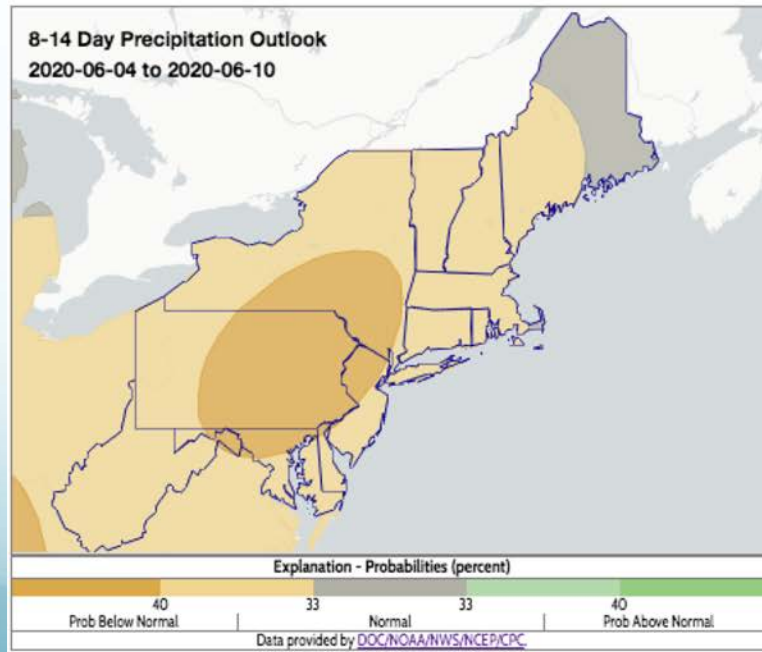 8-14 Day Precipitation Outlook
2020-06-04 to 2020-06-10
Explanation - Probabilities (percent)
40 33 33 40
Prob Below Normal | Normal | Prob Above Normal
Data provided by DOC/NOAA/NWS/NCEP/CPC.